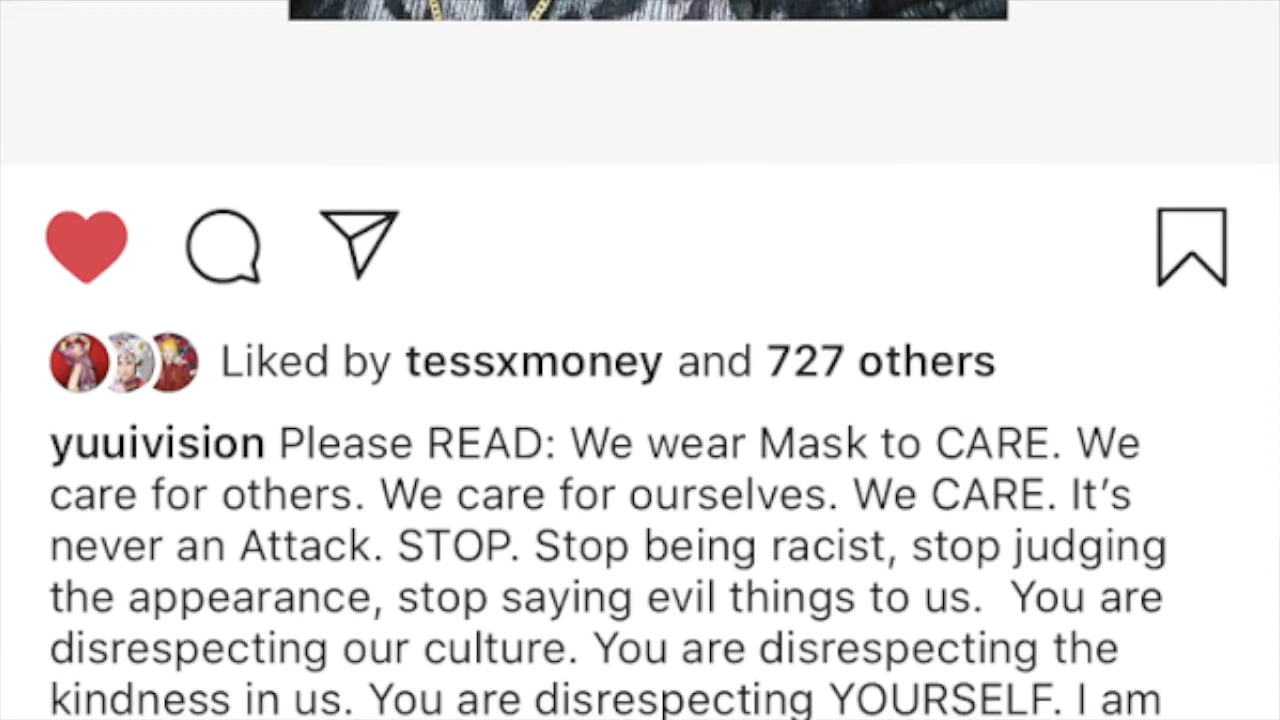 Liked by tessxmoney and 727 others
yuuivision Please READ: We wear Mask to CARE. We
care for others. We care for ourselves. We CARE. It’s
never an Attack. STOP. Stop being racist, stop judging
the appearance, stop saying evil things to us.  You are
disrespecting our culture. You are disrespecting the
kindness in us. You are disrespecting YOURSELF. I am